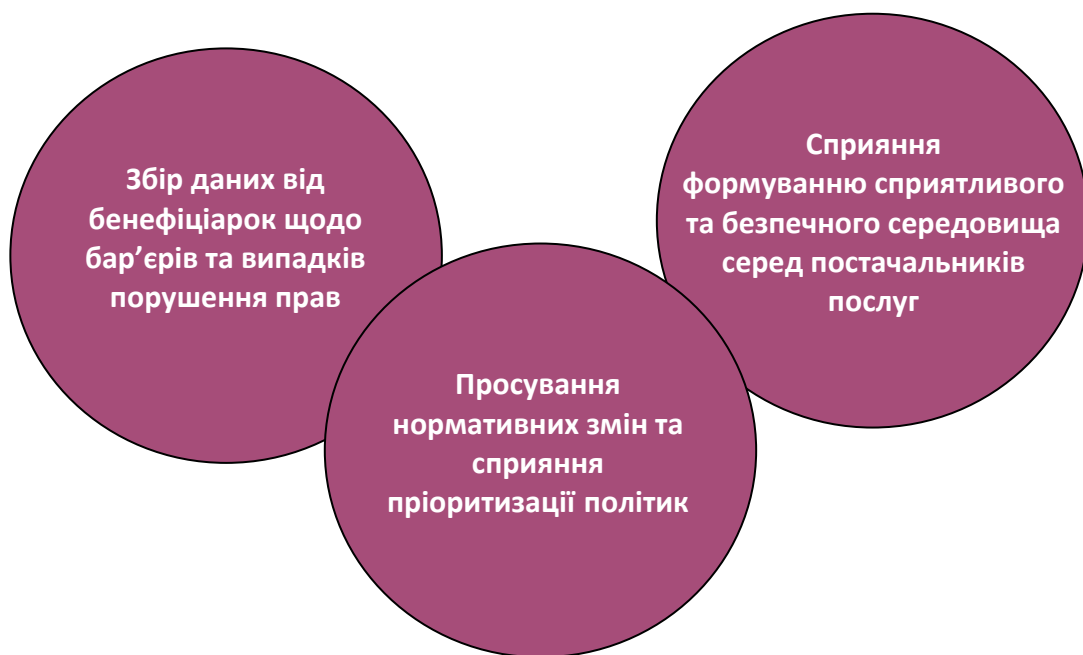 Збір даних від
бенефіціарок щодо
бар’єрів та випадків
порушення прав
Просування
нормативних змін та
сприяння
пріоритизації політик
Сприяння
формуванню сприятливого
та безпечного середовища
серед постачальників
послуг